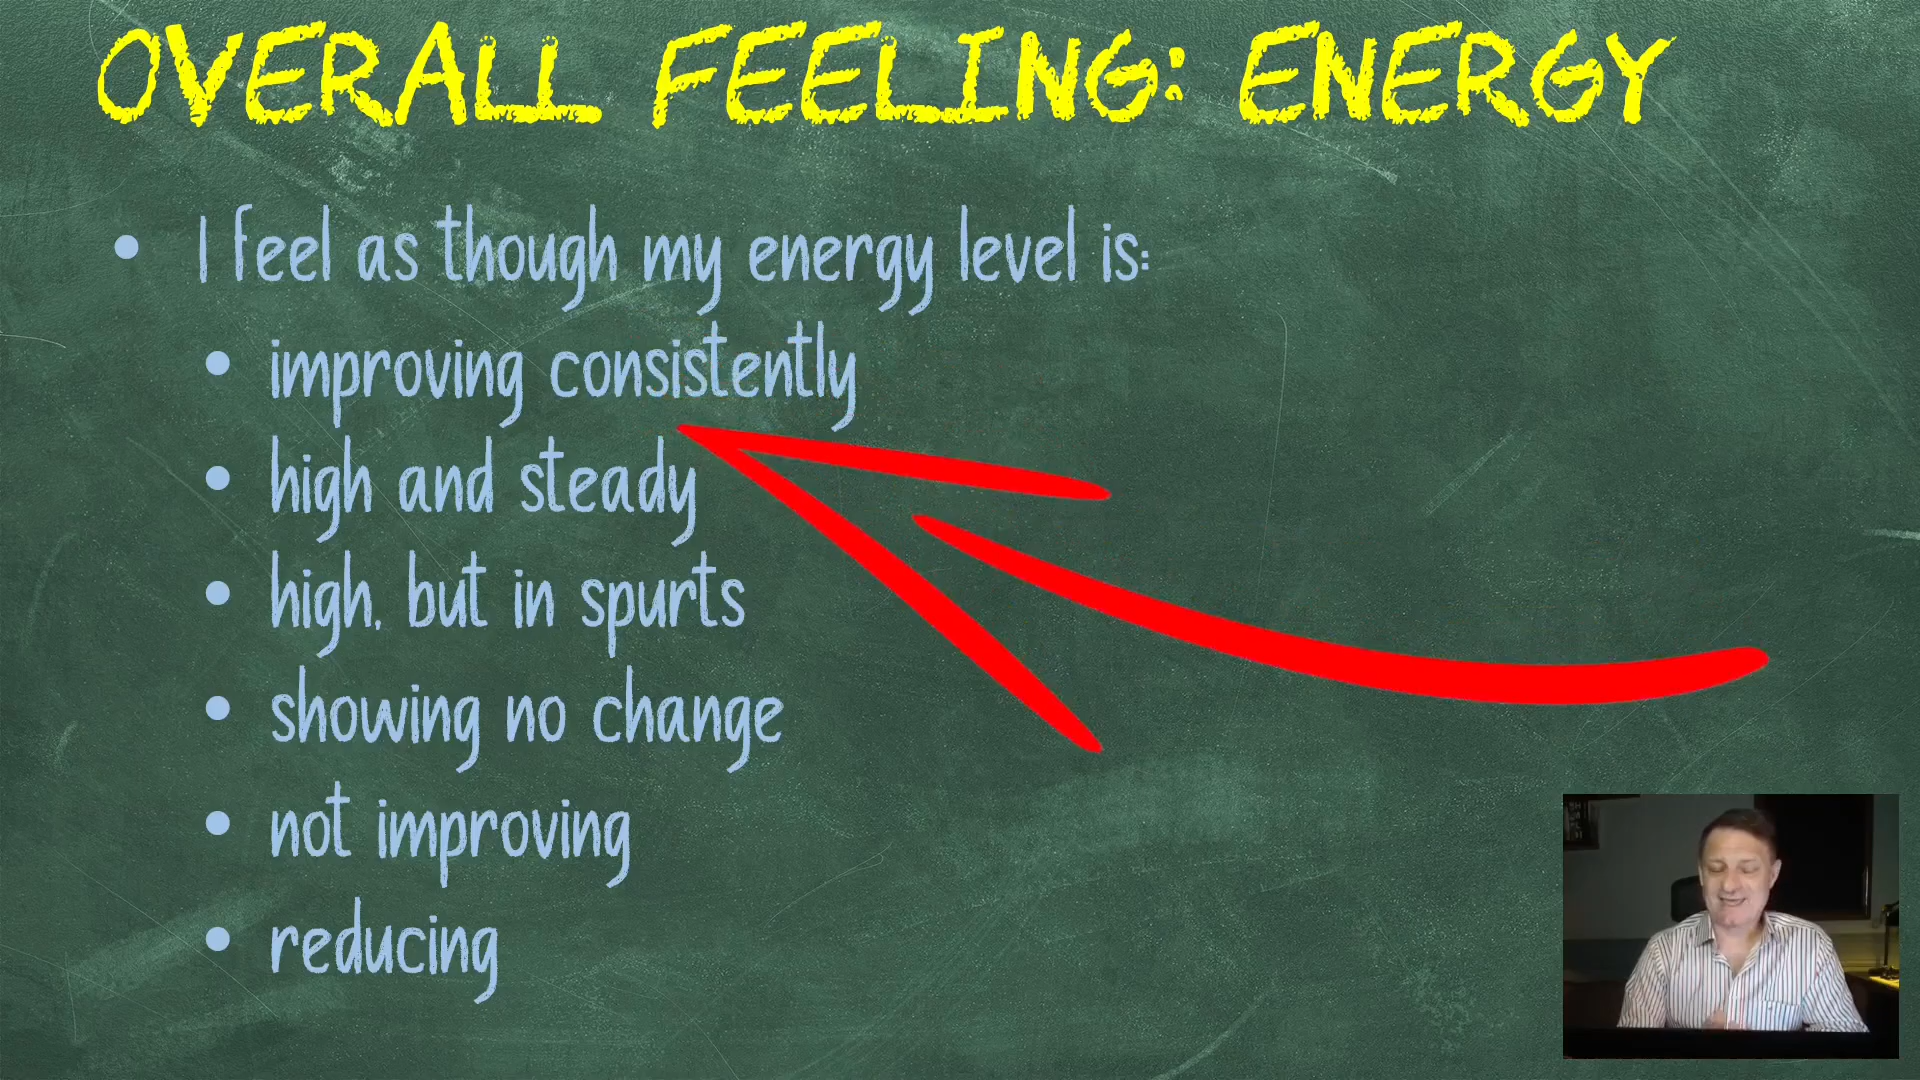 OVERALL FEELING: ENERGY
• I feel as though my energy level is:
• improving consistently
• high and steady
• high, but in spurts
• showing no change
• not improving
• reducing